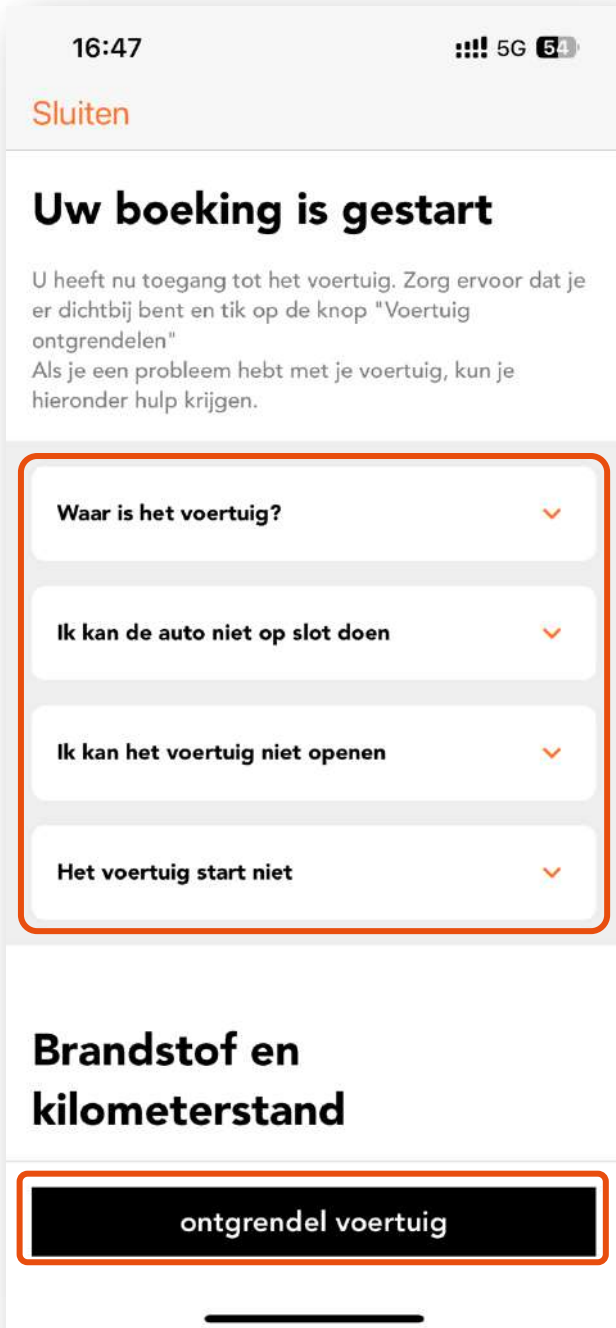 16:47 5G 54
Sluiten
Uw boeking is gestart
U heeft nu toegang tot het voertuig. Zorg ervoor dat je
er dichtbij bent en tik op de knop "Voertuig
ontgrendelen"
Als je een probleem hebt met je voertuig, kun je
hieronder hulp krijgen.
Waar is het voertuig?
Ik kan de auto niet op slot doen
Ik kan het voertuig niet openen
Het voertuig start niet
Brandstof en
kilometerstand
ontgrendel voertuig